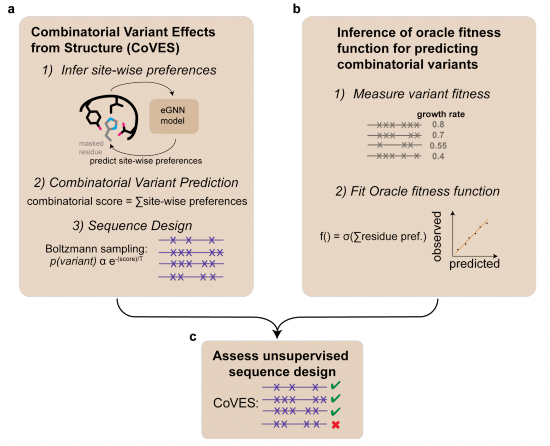 a
Combinatorial Variant Effects
from Structure (CoVES)
1) Infer site-wise preferences
eGNN
model
masked
residue
predict site-wise preferences
2) Combinatorial Variant Prediction
combinatorial score = ∑site-wise preferences
3) Sequence Design
Boltzmann sampling:
p(variant) α e-(score)/T
b
Inference of oracle fitness
function for predicting
combinatorial variants
1) Measure variant fitness
growth rate
0.8
0.7
0.55
0.4
2) Fit Oracle fitness function
f() = σ(∑residue pref.)
observed
predicted
c
Assess unsupervised
sequence design
CoVES: